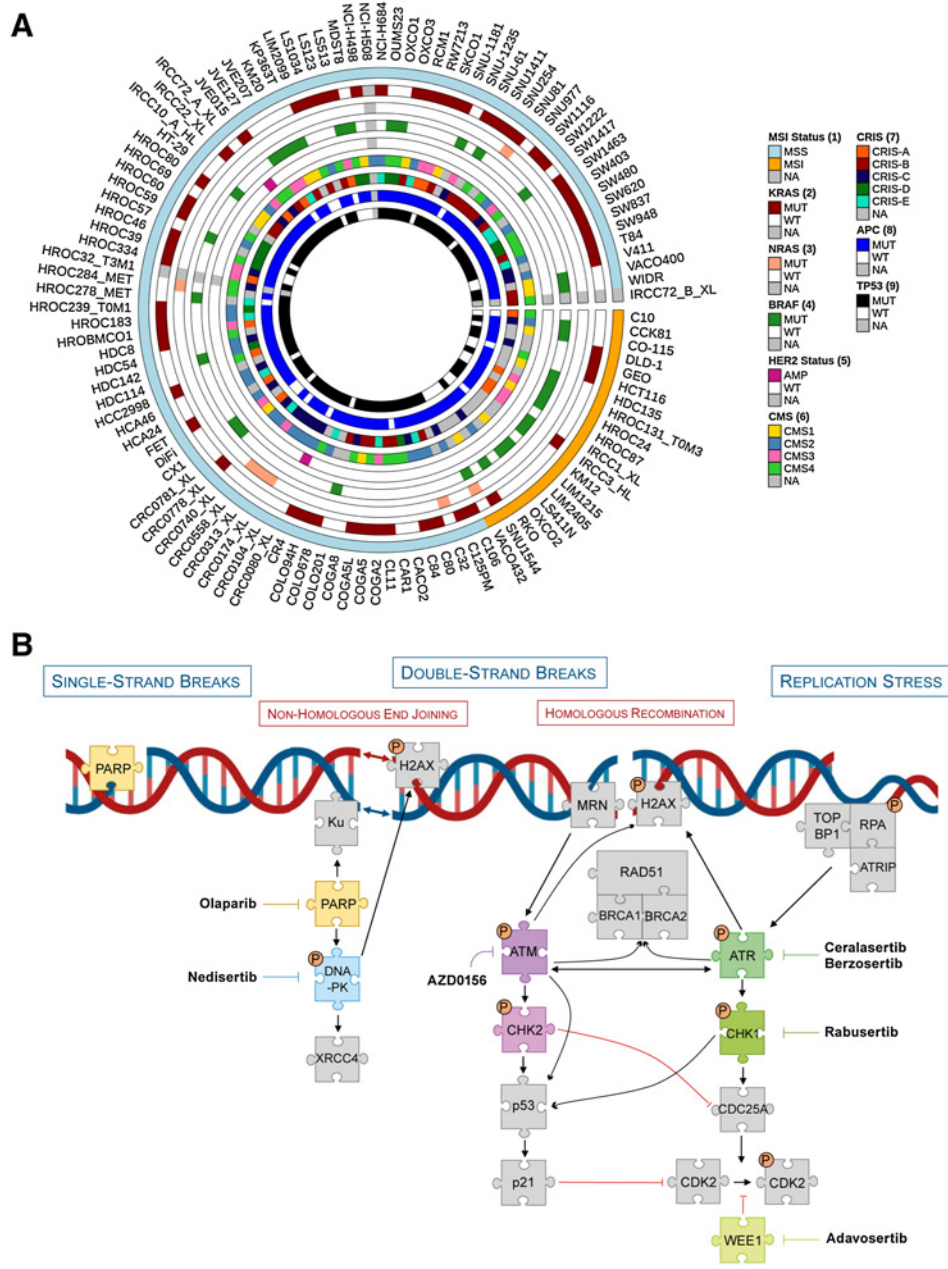 A
C106
C125PM
C32
C80
C84
CACO2
CAR1
CL11
COGA2
COGA5
COGA5L
COGA8
COLO201
COLO678
COLO94H
CR4
CRC0080_XL
CRC0104_XL
CRC0174_XL
CRC0313_XL
CRC0558_XL
CRC0740_XL
CRC0778_XL
CRC0781_XL
CX1
DiFi
FET
HCA24
HCA46
HCC2998
HDC114
HDC142
HDC54
HDC8
HROBMCO1
HROC183
HROC239_T0M1
HROC278_MET
HROC284_MET
HROC32_T3M1
HROC334
HROC39
HROC46
HROC57
HROC59
HROC60
HROC69
HROC80
HT-29
IRCC10_A_HL
IRCC22_XL
IRCC72_A_XL
JVE015
JVE127
JVE207
KM20
KP363T
LIM2099
LS1034
LS123
LS513
MDST8
NCI-H498
NCI-H508
NCI-H684
OUMS23
OXCO1
OXCO3
RCM1
RW7213
SKCO1
SNU-1181
SNU-1235
SNU-61
SNU1411
SNU254
SNU81
SNU977
SW1116
SW1222
SW1417
SW1463
SW403
SW480
SW620
SW837
SW948
T84
V411
VACO400
WIDR
IRCC72_B_XL
C10
CCK81
CO-115
DLD-1
GEO
HCT116
HDC135
HROC131_T0M3
HROC24
HROC87
IRCC1_XL
IRCC3_HL
KM12
LIM1215
LIM2405
LS411N
OXCO2
RKO
SNU1544
VACO432
MSI Status (1)
MSS
MSI
NA
KRAS (2)
MUT
WT
NA
NRAS (3)
MUT
WT
NA
BRAF (4)
MUT
WT
NA
HER2 Status (5)
AMP
WT
NA
CMS (6)
CMS1
CMS2
CMS3
CMS4
NA
CRIS (7)
CRIS-A
CRIS-B
CRIS-C
CRIS-D
CRIS-E
NA
APC (8)
MUT
WT
NA
TP53 (9)
MUT
WT
NA
B
SINGLE-STRAND BREAKS
DOUBLE-STRAND BREAKS
REPLICATION STRESS
NON-HOMOLOGOUS END JOINING
HOMOLOGOUS RECOMBINATION
PARP
P
H2AX
Ku
MRN
P
H2AX
TOP
BP1
RPA
P
ATRIP
RAD51
BRCA1
BRCA2
Olaparib
PARP
Nedisertib
P
DNA
-PK
XRCC4
AZD0156
P
ATM
P
ATR
Ceralasertib
Berzosertib
P
CHK2
P
CHK1
Rabusertib
p53
CDC25A
p21
CDK2
P
CDK2
WEE1
Adavosertib